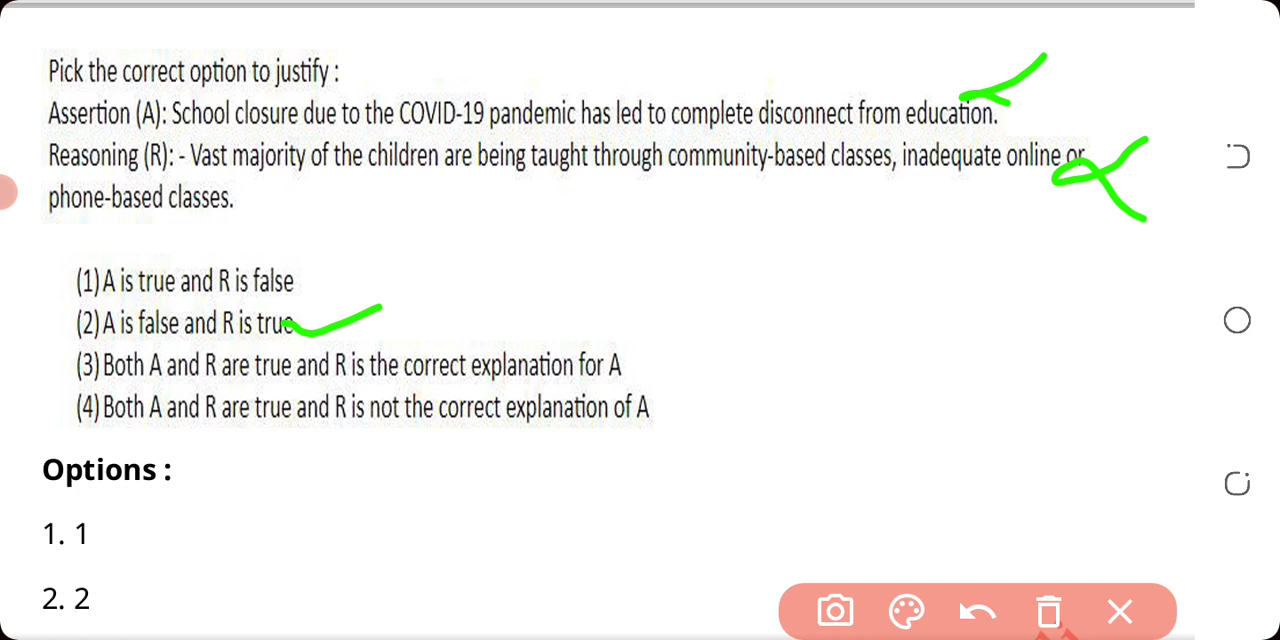 Pick the correct option to justify :
Assertion (A): School closure due to the COVID-19 pandemic has led to complete disconnect from education.
Reasoning (R): - Vast majority of the children are being taught through community-based classes, inadequate online or
phone-based classes.
(1) A is true and R is false
(2) A is false and R is true
(3) Both A and R are true and R is the correct explanation for A
(4) Both A and R are true and R is not the correct explanation of A
Options :
1. 1
2. 2